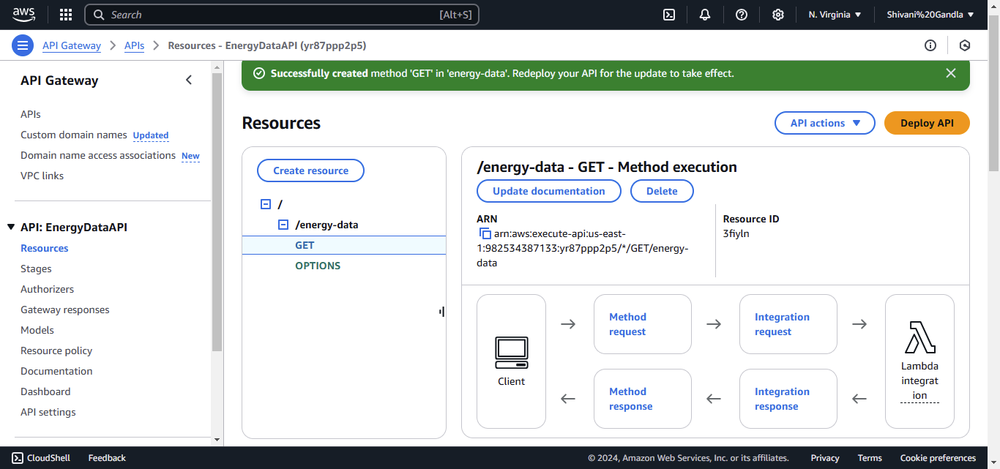 aws
Search
[Alt+S]
N. Virginia
Shivani%20Gandla
API Gateway
APIs
Resources - EnergyDataAPI (yr87ppp2p5)
API Gateway
APIs
Custom domain names Updated
Domain name access associations New
VPC links
API: EnergyDataAPI
Resources
Stages
Authorizers
Gateway responses
Models
Resource policy
Documentation
Dashboard
API settings
Successfully created method 'GET' in 'energy-data'. Redeploy your API for the update to take effect.
Resources
API actions
Deploy API
Create resource
/
/energy-data
GET
OPTIONS
/energy-data - GET - Method execution
Update documentation
Delete
ARN
arn:aws:execute-api:us-east-
1:982534387133:yr87ppp2p5/*/GET/energy-
data
Resource ID
3fiyln
Client
Method
request
Integration
request
Method
response
Integration
response
Lambda
integrat
ion
CloudShell
Feedback
© 2024, Amazon Web Services, Inc. or its affiliates.
Privacy
Terms
Cookie preferences